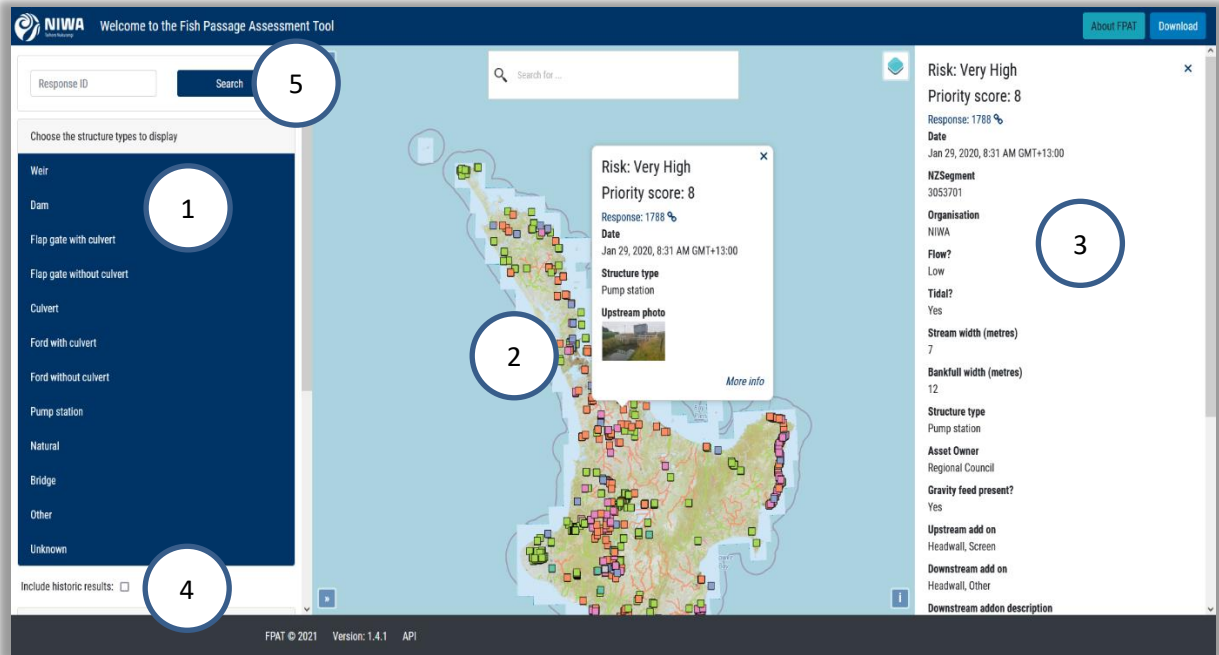 NIWA
Welcome to the Fish Passage Assessment Tool
About FPAT
Download
Response ID
Search
5
Choose the structure types to display
Weir
Dam
1
Flap gate with culvert
Flap gate without culvert
Culvert
Ford with culvert
Ford without culvert
Pump station
Natural
Bridge
Other
Unknown
Include historic results:
4
»
Search for ...
Risk: Very High
Priority score: 8
Response: 1788
Date
Jan 29, 2020, 8:31 AM GMT+13:00
Structure type
Pump station
Upstream photo
More info
2
i
Risk: Very High
Priority score: 8
Response: 1788
Date
Jan 29, 2020, 8:31 AM GMT+13:00
NZSegment
3053701
Organisation
NIWA
3
Flow?
Low
Tidal?
Yes
Stream width (metres)
7
Bankfull width (metres)
12
Structure type
Pump station
Asset Owner
Regional Council
Gravity feed present?
Yes
Upstream add on
Headwall, Screen
Downstream add on
Headwall, Other
Downstream addon description
FPAT © 2021 Version: 1.4.1 API